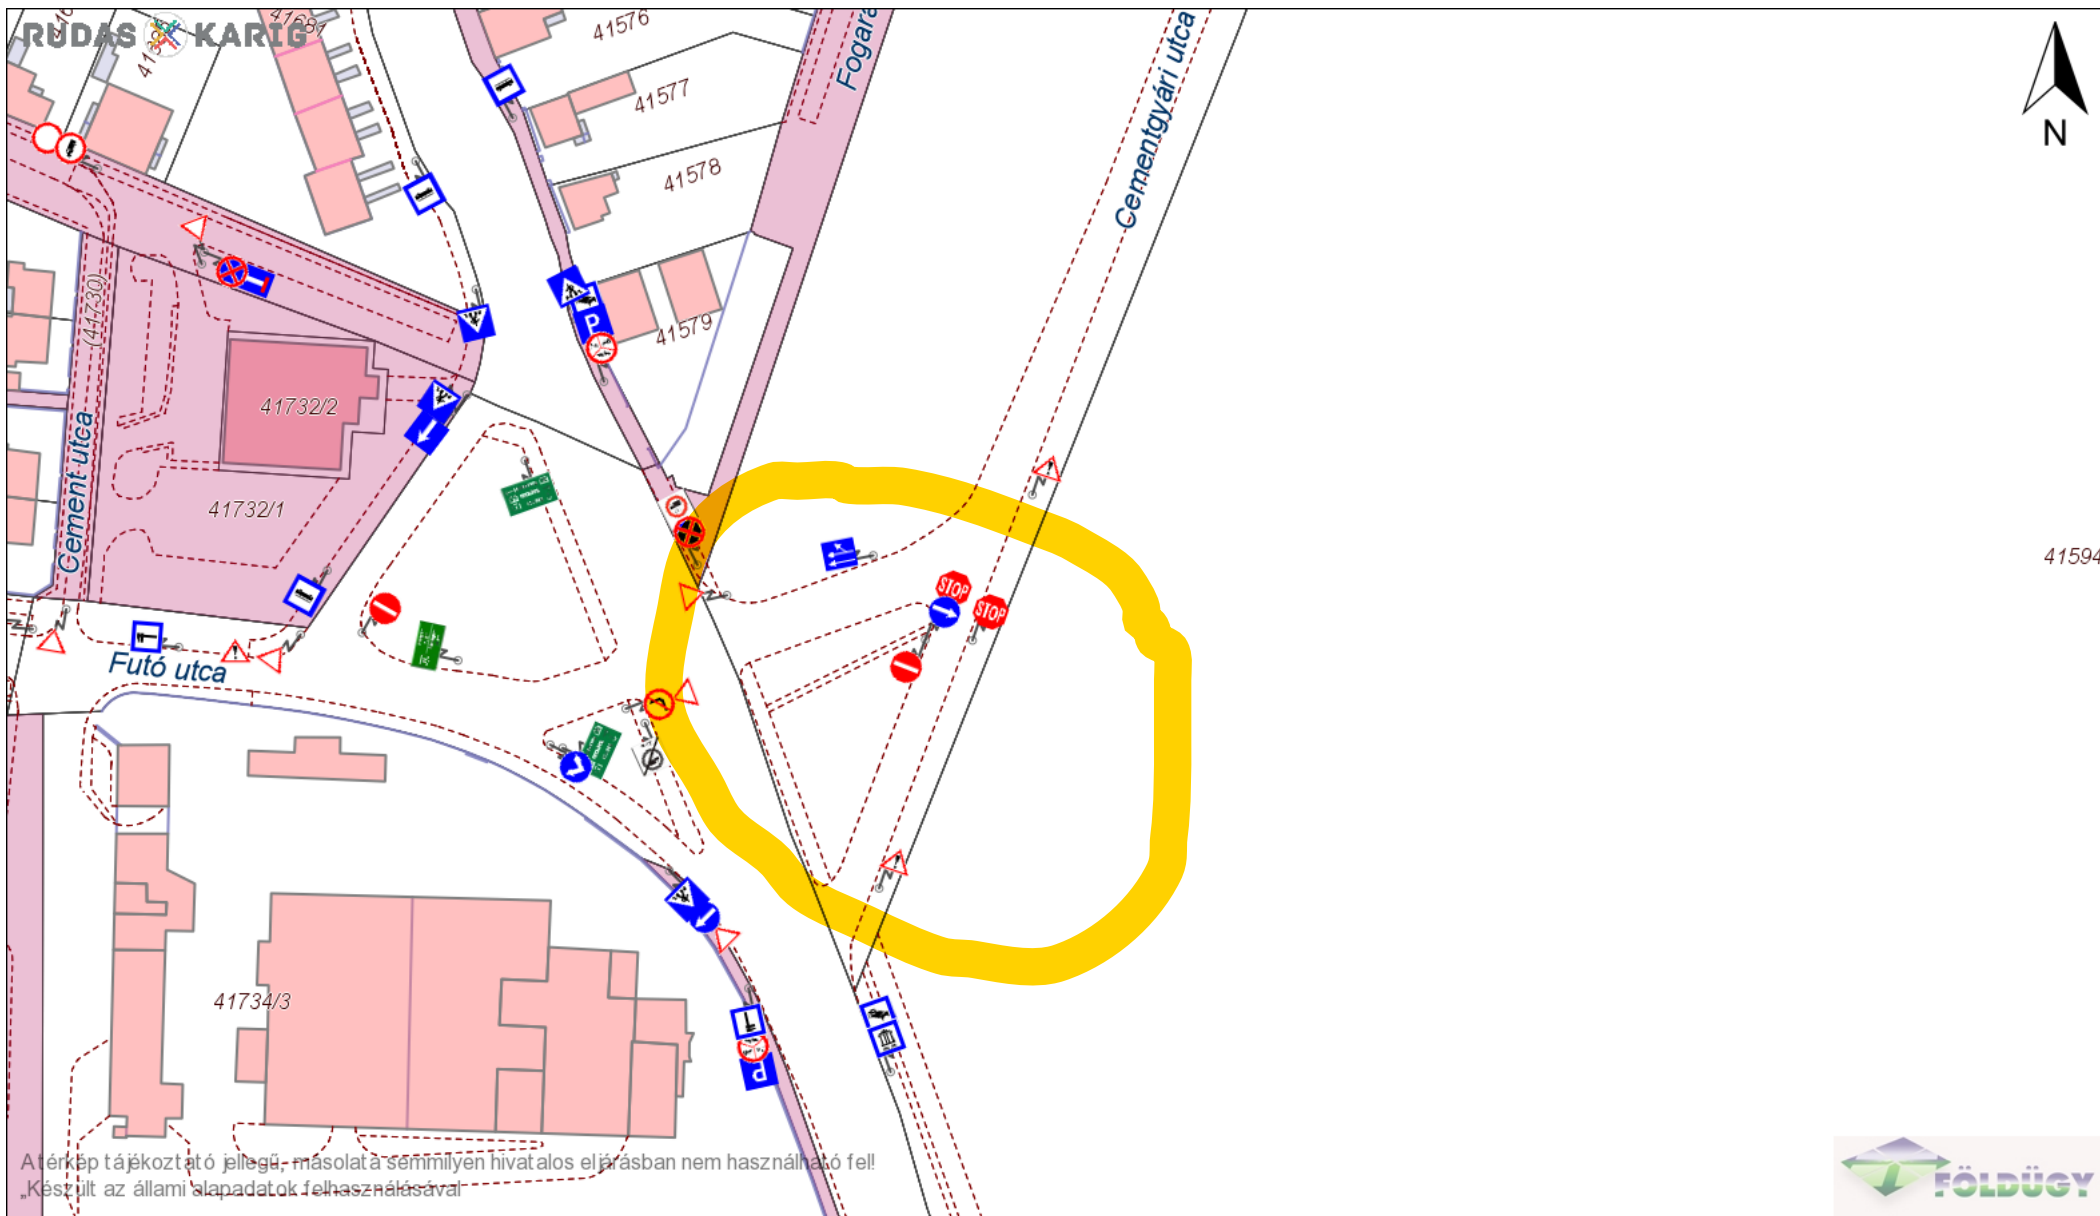 RUDAS KARIG
41681
41576
Fogara
Cementgyári utca
N
41577
41578
(41730)
41579
P
41732/2
41732/1
Cement utca
41594
STOP
STOP
Futó utca
41734/3
P
A térkép tájékoztató jellegű, másolata semmilyen hivatalos eljárásban nem használható fel!
„Készült az állami alapadatok felhasználásával
FÖLDÜGY